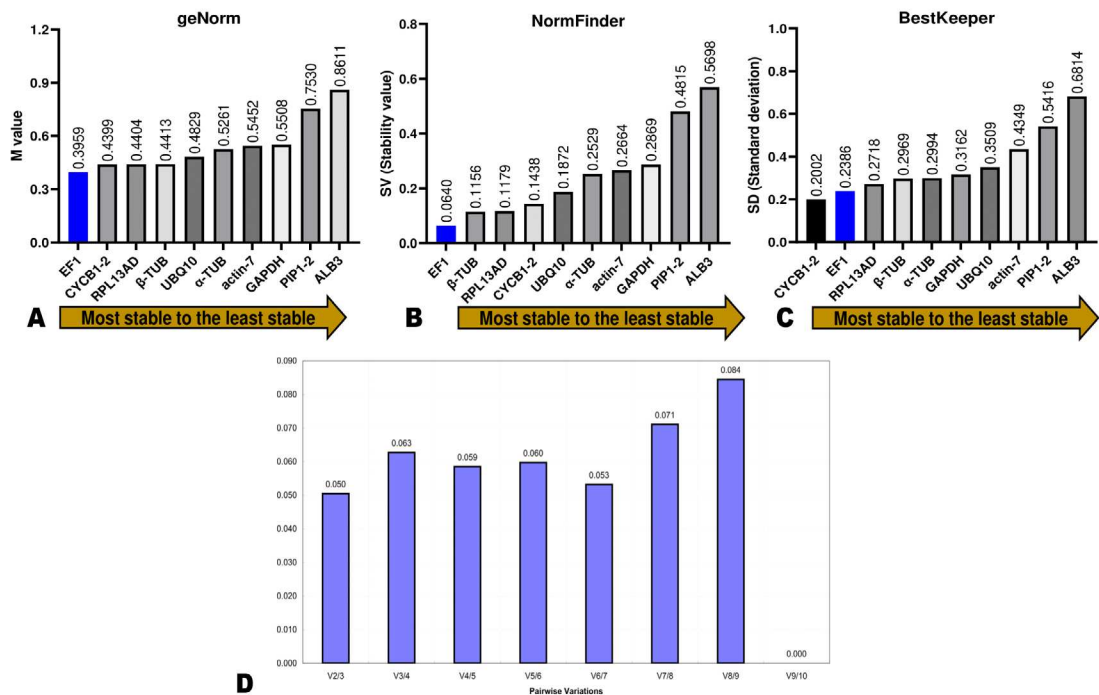 geNorm
M value
1.2
0.9
0.6
0.3
0.0
0.3959
0.4399
0.4404
0.4413
0.4829
0.5261
0.5452
0.5508
0.7530
0.8611
EF1
CYCB1-2
RPL13AD
β-TUB
UBQ10
α-TUB
actin-7
GAPDH
PIP1-2
ALB3
A
Most stable to the least stable
NormFinder
SV (Stability value)
0.8
0.6
0.4
0.2
0.0
0.0640
0.1156
0.1179
0.1438
0.1872
0.2529
0.2664
0.2869
0.4815
0.5698
EF1
β-TUB
RPL13AD
CYCB1-2
UBQ10
α-TUB
actin-7
GAPDH
PIP1-2
ALB3
B
Most stable to the least stable
BestKeeper
SD (Standard deviation)
1.0
0.8
0.6
0.4
0.2
0.0
0.2002
0.2386
0.2718
0.2969
0.2994
0.3162
0.3509
0.4349
0.5416
0.6814
CYCB1-2
EF1
RPL13AD
β-TUB
α-TUB
GAPDH
UBQ10
actin-7
PIP1-2
ALB3
C
Most stable to the least stable
0.090
0.080
0.070
0.060
0.050
0.040
0.030
0.020
0.010
0.000
0.050
0.063
0.059
0.060
0.053
0.071
0.084
0.000
V2/3
V3/4
V4/5
V5/6
V6/7
V7/8
V8/9
V9/10
D
Pairwise Variations